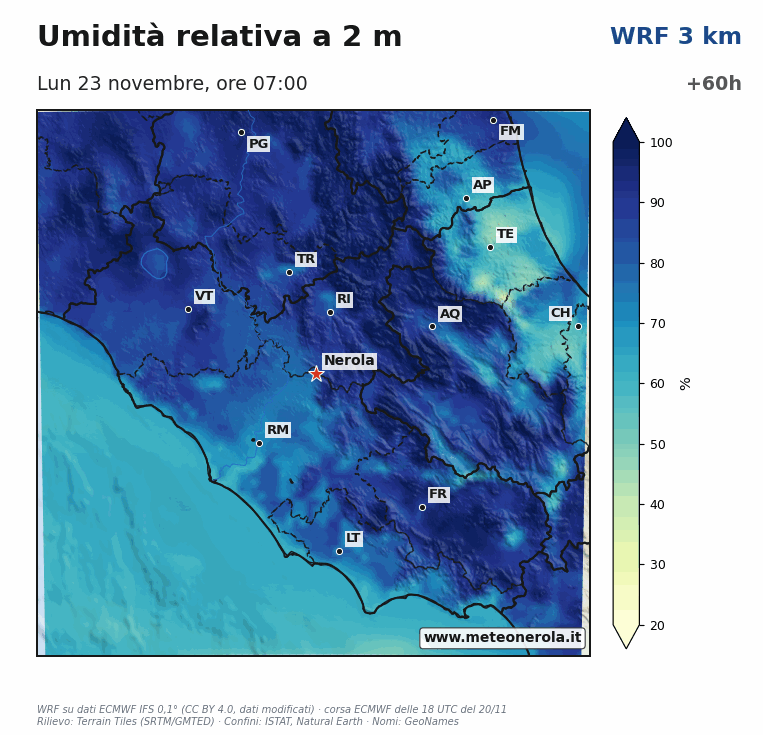 Umidità relativa a 2 m
WRF 3 km
Lun 23 novembre, ore 07:00
+60h
FM
PG
AP
TE
TR
VT
RI
AQ
CH
Nerola
RM
FR
LT
www.meteonerola.it
100
90
80
70
60
50
40
30
20
%
WRF su dati ECMWF IFS 0,1° (CC BY 4.0, dati modificati) · corsa ECMWF delle 18 UTC del 20/11
Rilievo: Terrain Tiles (SRTM/GMTED) · Confini: ISTAT, Natural Earth · Nomi: GeoNames